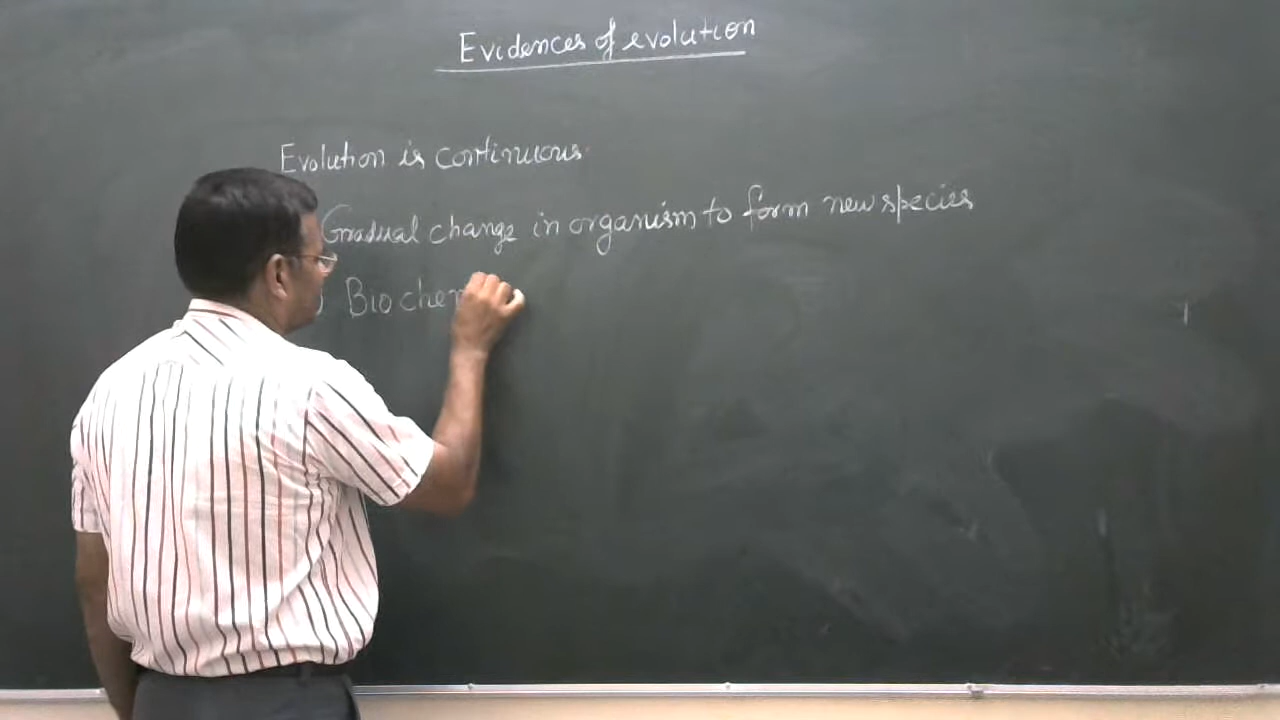 Evidences of evolution
Evolution is continuous
Gradual change in organism to form new species
Biochem